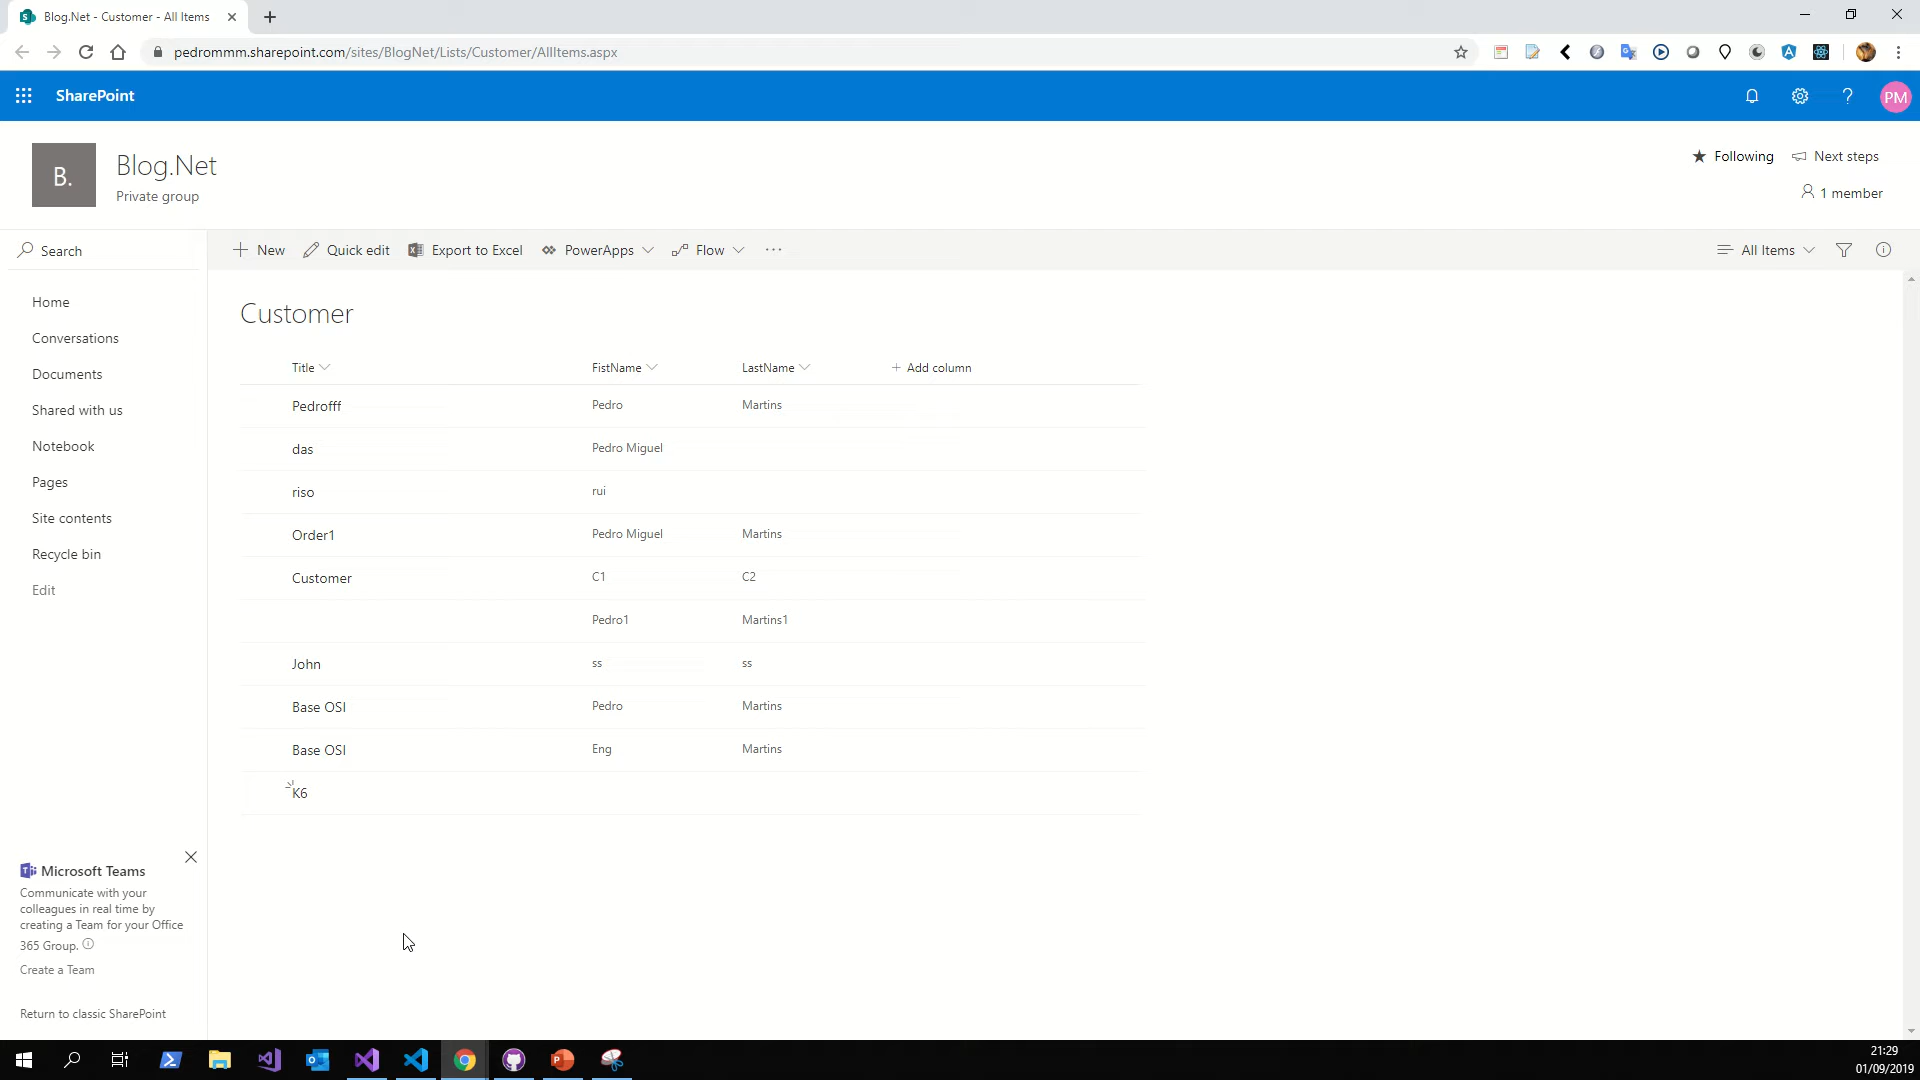 Blog.Net - Customer - All Items
pedrommm.sharepoint.com/sites/BlogNet/Lists/Customer/AllItems.aspx
SharePoint
PM
B.
Blog.Net
Private group
Following
Next steps
1 member
Search
New
Quick edit
Export to Excel
PowerApps
Flow
All Items
Home
Conversations
Documents
Shared with us
Notebook
Pages
Site contents
Recycle bin
Edit
Customer
Title FistName LastName Add column
Pedrofff Pedro Martins
das Pedro Miguel
riso rui
Order1 Pedro Miguel Martins
Customer C1 C2
Pedro1 Martins1
John ss ss
Base OSI Pedro Martins
Base OSI Eng Martins
K6
Microsoft Teams
Communicate with your
colleagues in real time by
creating a Team for your Office
365 Group.
Create a Team
Return to classic SharePoint
21:29
01/09/2019